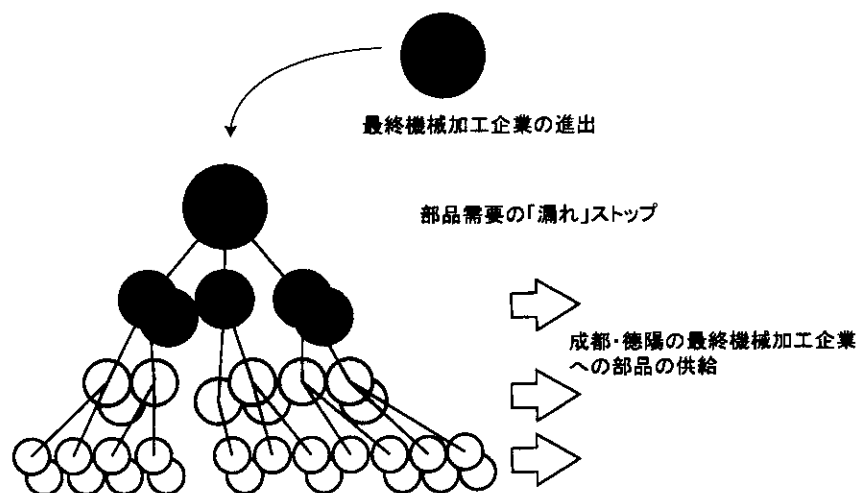 最終機械加工企業の進出
部品需要の「漏れ」ストップ
成都・徳陽の最終機械加工企業
への部品の供給